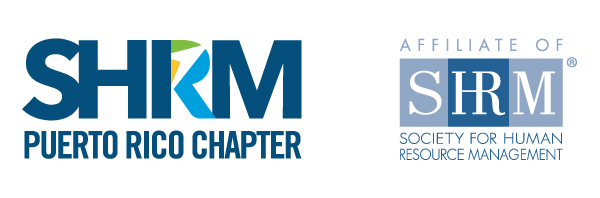 SHRM
PUERTO RICO CHAPTER
AFFILIATE OF
SHRM®
SOCIETY FOR HUMAN
RESOURCE MANAGEMENT